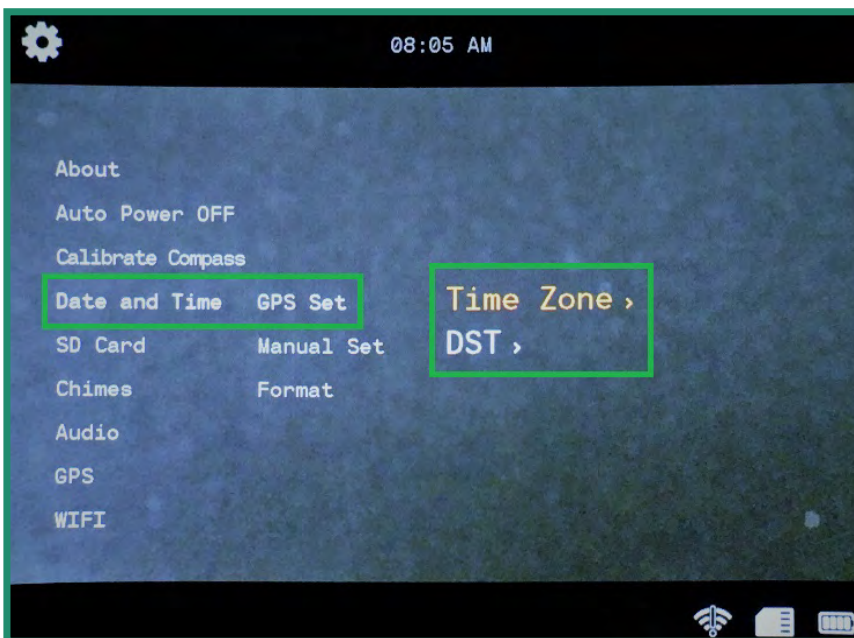 08:05 AM
About
Auto Power OFF
Calibrate Compass
Date and Time GPS Set Time Zone ›
SD Card Manual Set DST ›
Chimes Format
Audio
GPS
WIFI